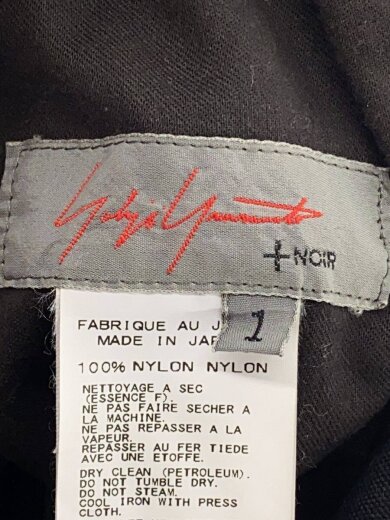 Yohji Yamamoto
+NOIR
1
FABRIQUE AU J
MADE IN JAP
100% NYLON NYLON
NETTOYAGE A SEC
(ESSENCE F).
NE PAS FAIRE SECHER A
LA MACHINE.
NE PAS REPASSER A LA
VAPEUR.
REPASSER AU FER TIEDE
AVEC UNE ETOFFE.
DRY CLEAN (PETROLEUM).
DO NOT TUMBLE DRY.
DO NOT STEAM.
COOL IRON WITH PRESS
CLOTH.